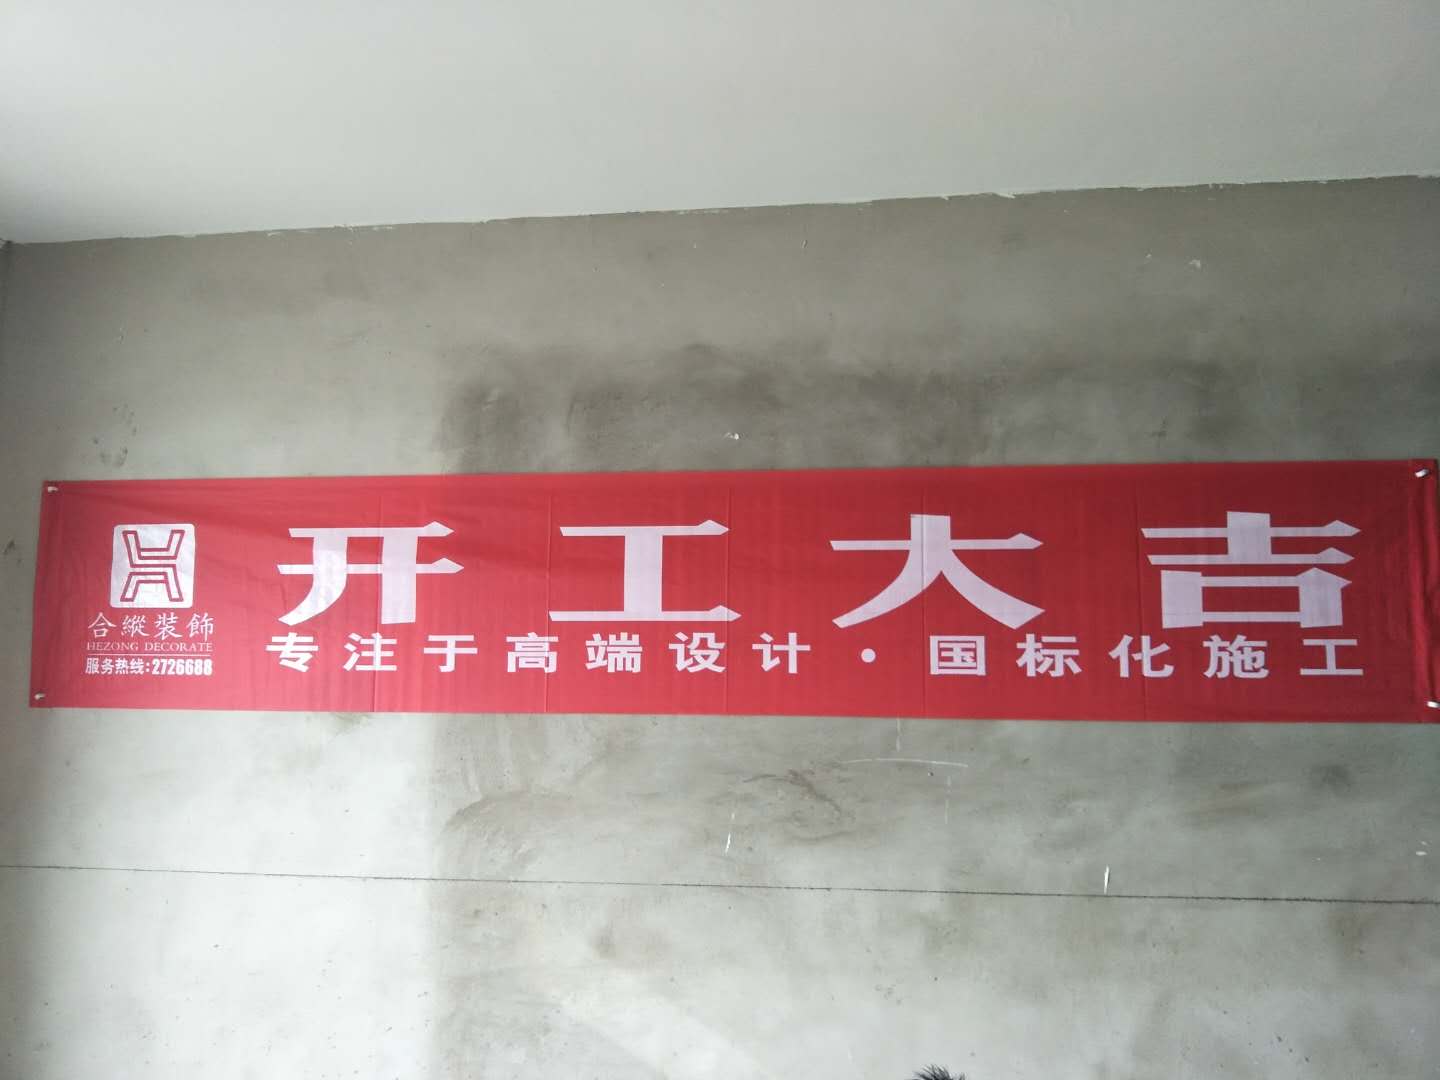 合縱装飾
HEZONG DECORATE
服务热线:2726688
开工大吉
专注于高端设计·国标化施工